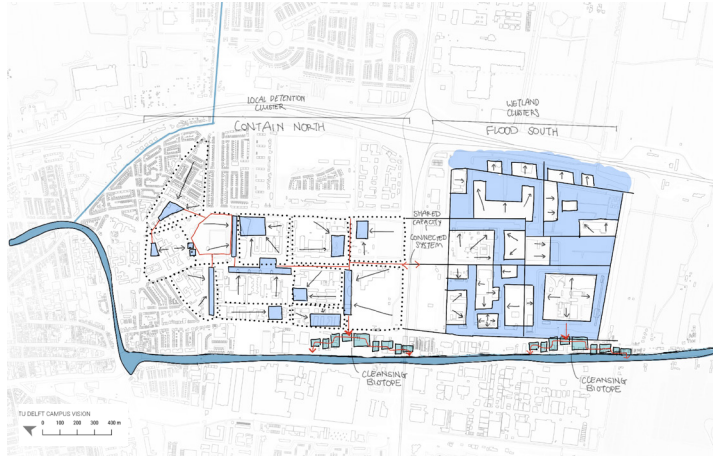 LOCAL DETENTION
CLUSTER
CONTAIN NORTH
WETLAND
CLUSTERS
FLOOD SOUTH
SHARED
CAPACITY
CONNECTED
SYSTEM
CLEANSING
BIOTOPE
CLEANSING
BIOTOPE
TU DELFT CAMPUS VISION
0 100 200 300 400 m